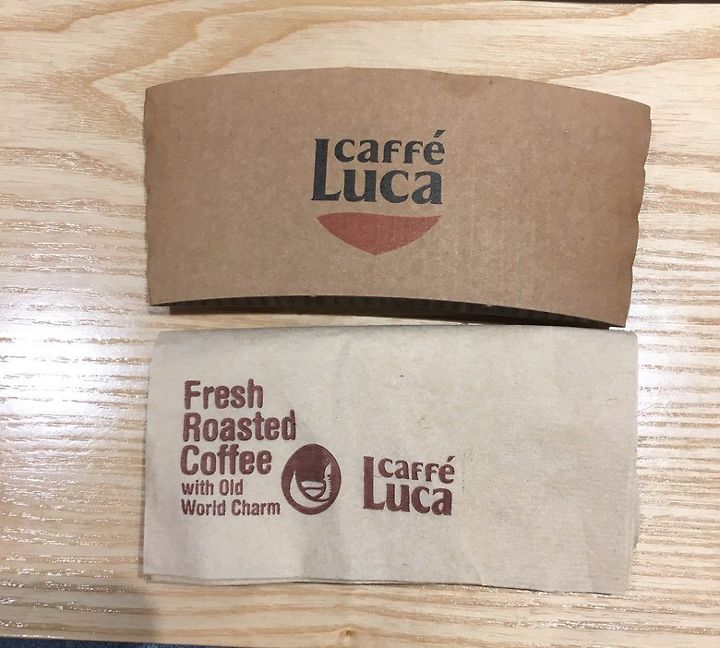 caffé
Luca
Fresh
Roasted
Coffee
with Old
World Charm
caffé
Luca